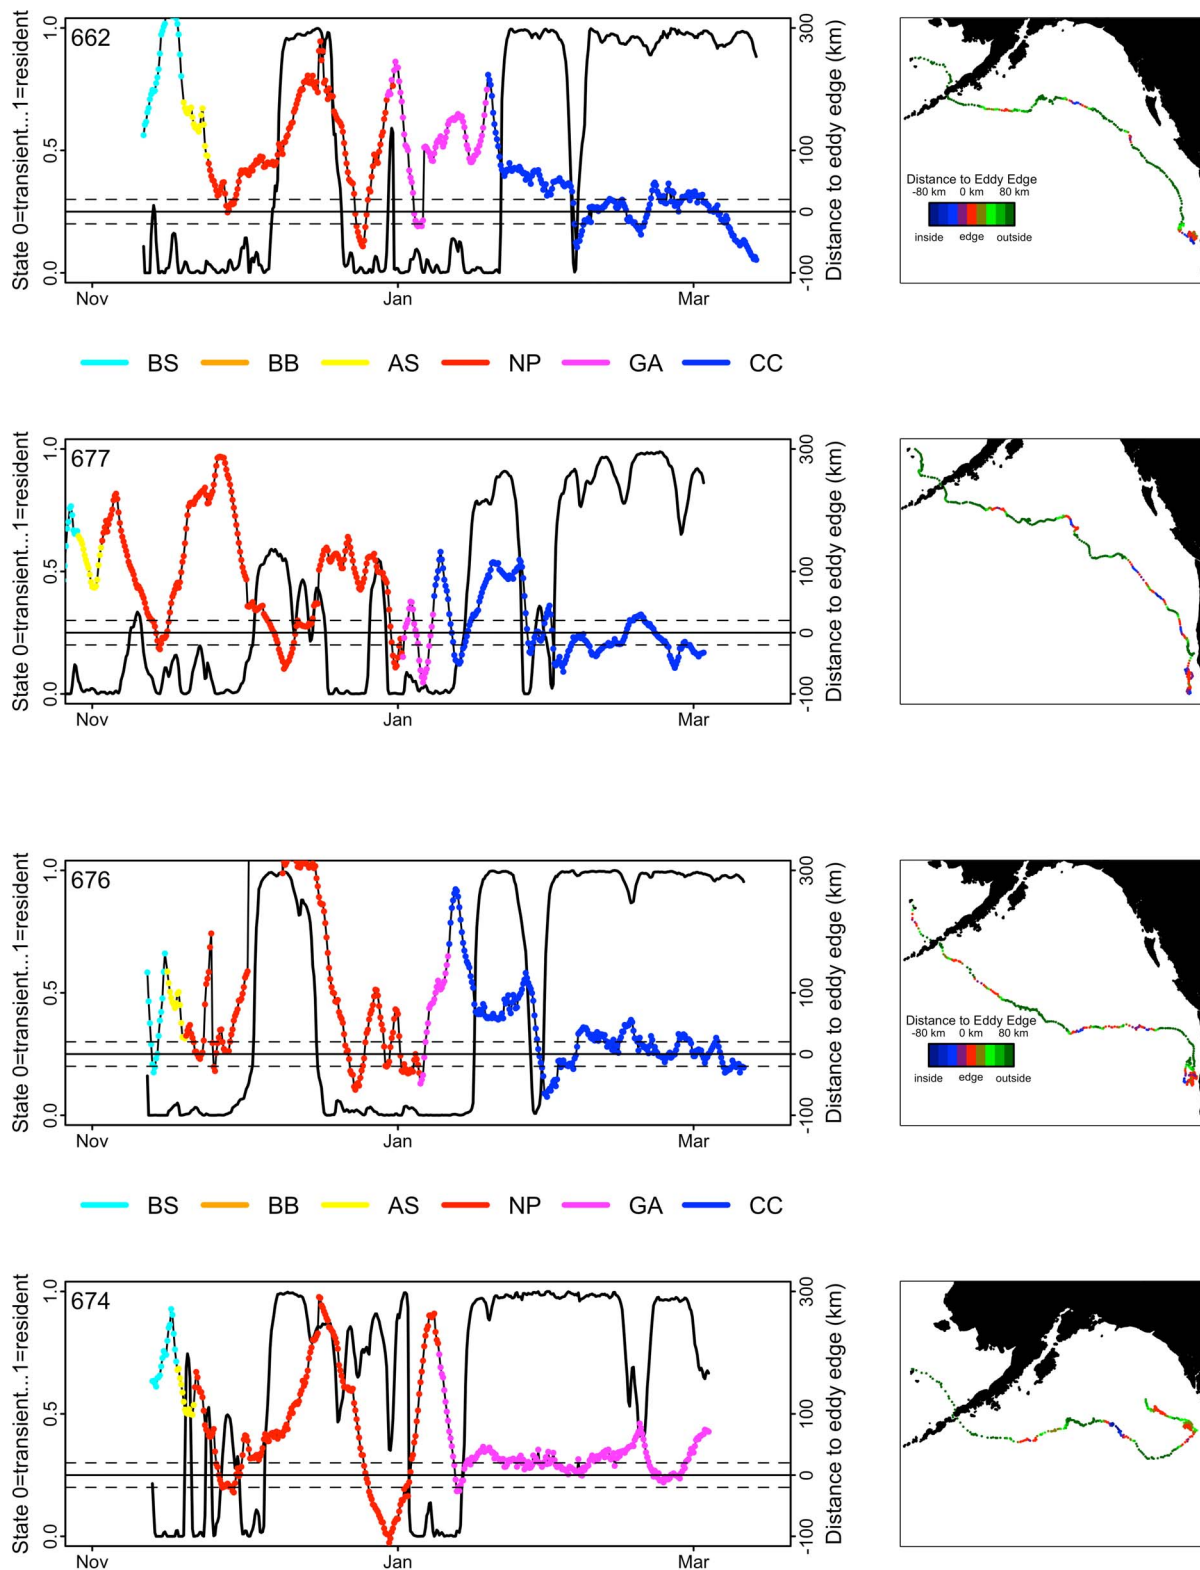 State 0=transient...1=resident
1.0
0.5
0.0
662
300
100
0
-100
Distance to eddy edge (km)
Nov Jan Mar
Distance to Eddy Edge
-80 km 0 km 80 km
inside edge outside
BS BB AS NP GA CC
State 0=transient...1=resident
1.0
0.5
0.0
677
300
100
0
-100
Distance to eddy edge (km)
Nov Jan Mar
State 0=transient...1=resident
1.0
0.5
0.0
676
300
100
0
-100
Distance to eddy edge (km)
Nov Jan Mar
Distance to Eddy Edge
-80 km 0 km 80 km
inside edge outside
BS BB AS NP GA CC
State 0=transient...1=resident
1.0
0.5
0.0
674
300
100
0
-100
Distance to eddy edge (km)
Nov Jan Mar